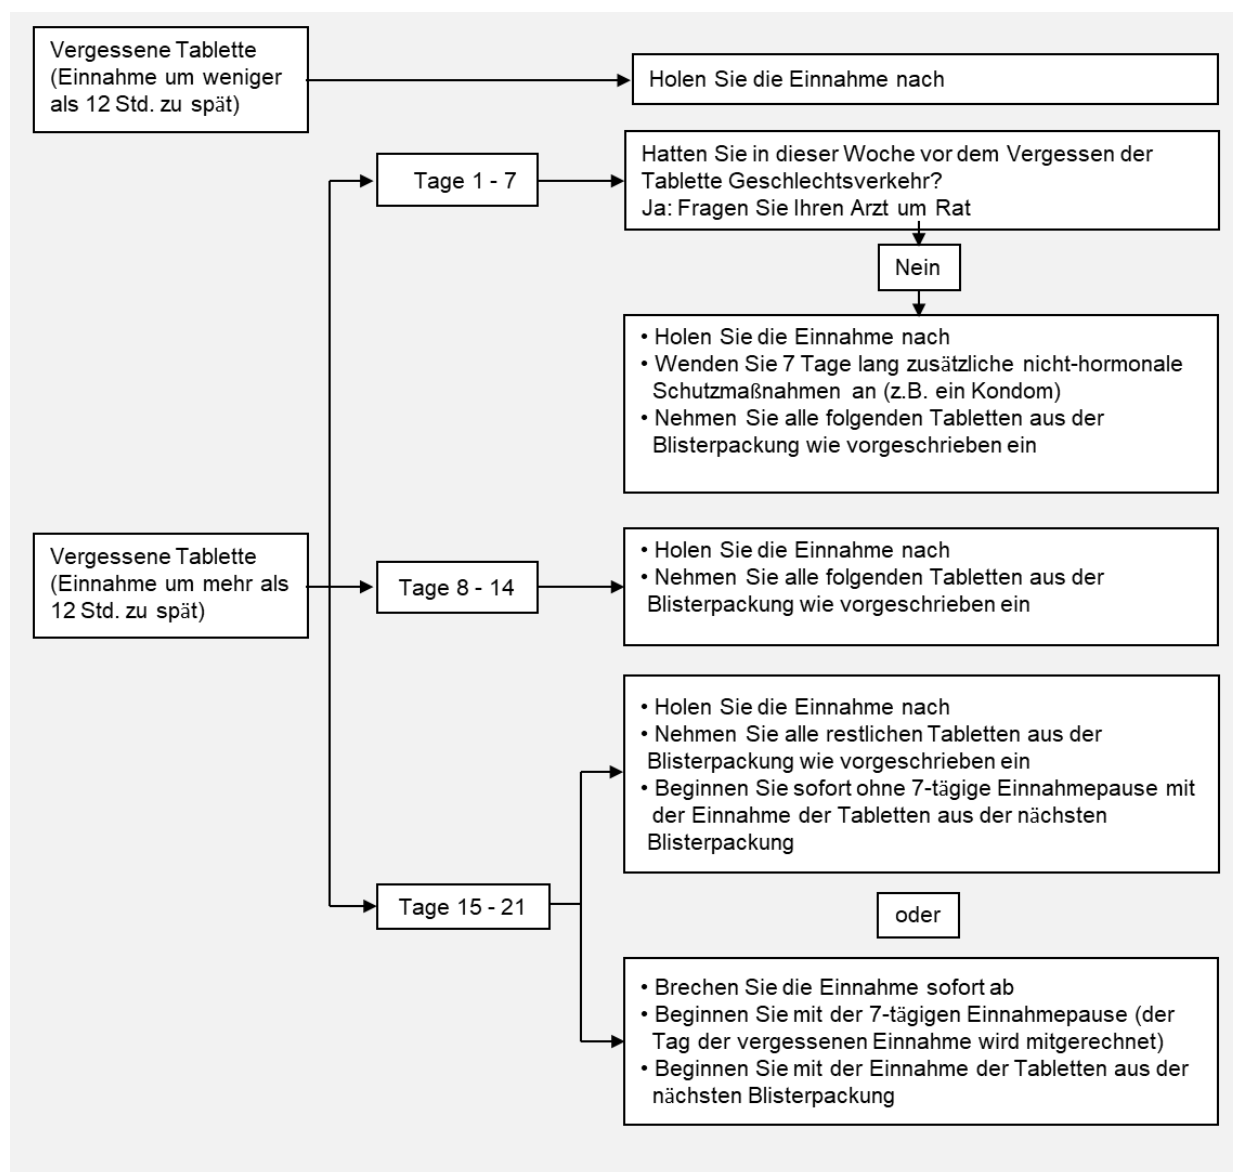 Vergessene Tablette
(Einnahme um weniger
als 12 Std. zu spät)
Holen Sie die Einnahme nach
Tage 1 - 7
Hatten Sie in dieser Woche vor dem Vergessen der
Tablette Geschlechtsverkehr?
Ja: Fragen Sie Ihren Arzt um Rat
Nein
• Holen Sie die Einnahme nach
• Wenden Sie 7 Tage lang zusätzliche nicht-hormonale
Schutzmaßnahmen an (z.B. ein Kondom)
• Nehmen Sie alle folgenden Tabletten aus der
Blisterpackung wie vorgeschrieben ein
Vergessene Tablette
(Einnahme um mehr als
12 Std. zu spät)
Tage 8 - 14
• Holen Sie die Einnahme nach
• Nehmen Sie alle folgenden Tabletten aus der
Blisterpackung wie vorgeschrieben ein
Tage 15 - 21
• Holen Sie die Einnahme nach
• Nehmen Sie alle restlichen Tabletten aus der
Blisterpackung wie vorgeschrieben ein
• Beginnen Sie sofort ohne 7-tägige Einnahmepause mit
der Einnahme der Tabletten aus der nächsten
Blisterpackung
oder
• Brechen Sie die Einnahme sofort ab
• Beginnen Sie mit der 7-tägigen Einnahmepause (der
Tag der vergessenen Einnahme wird mitgerechnet)
• Beginnen Sie mit der Einnahme der Tabletten aus der
nächsten Blisterpackung